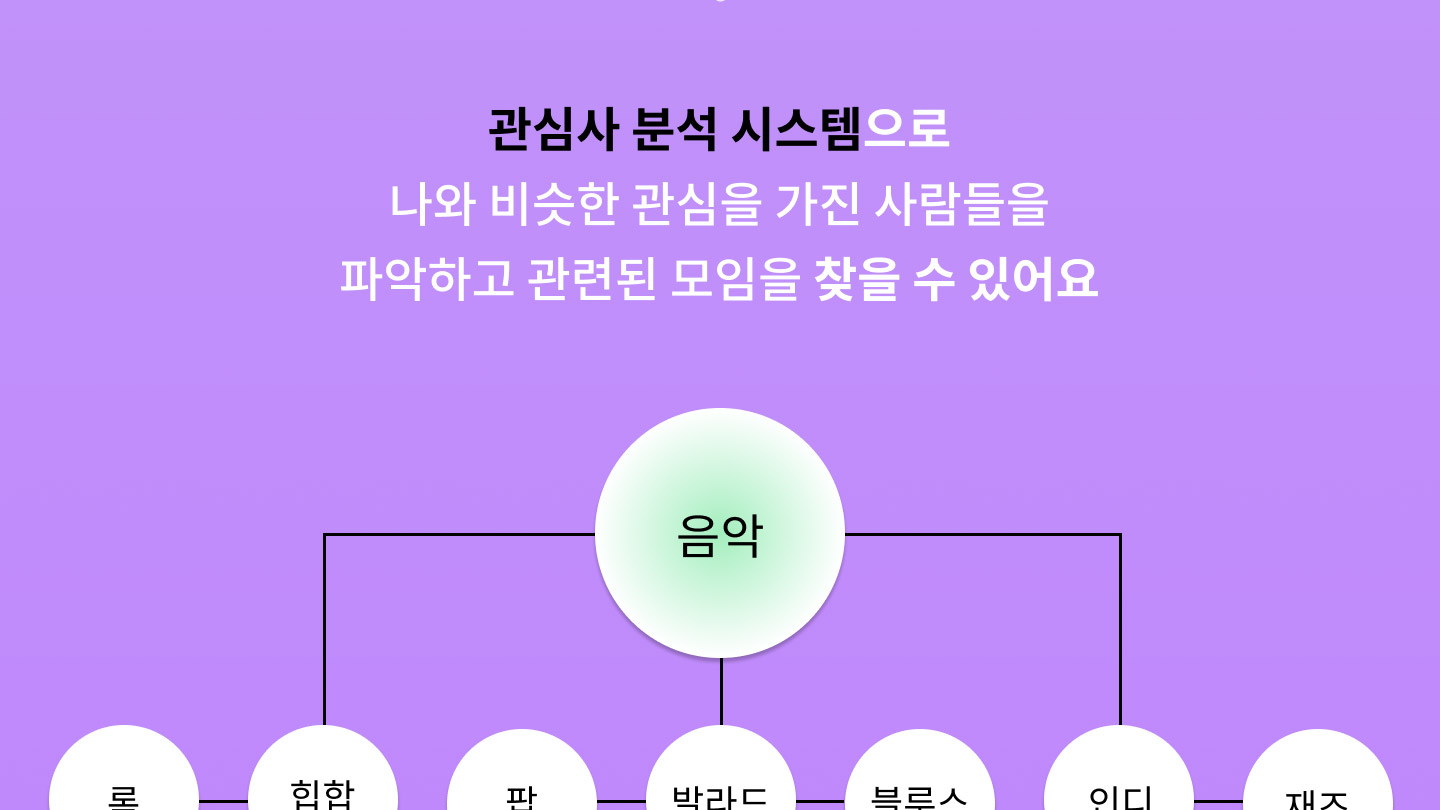 관심사 분석 시스템으로
나와 비슷한 관심을 가진 사람들을
파악하고 관련된 모임을 찾을 수 있어요
음악
록 힙합 팝 발라드 블루스 인디 재즈